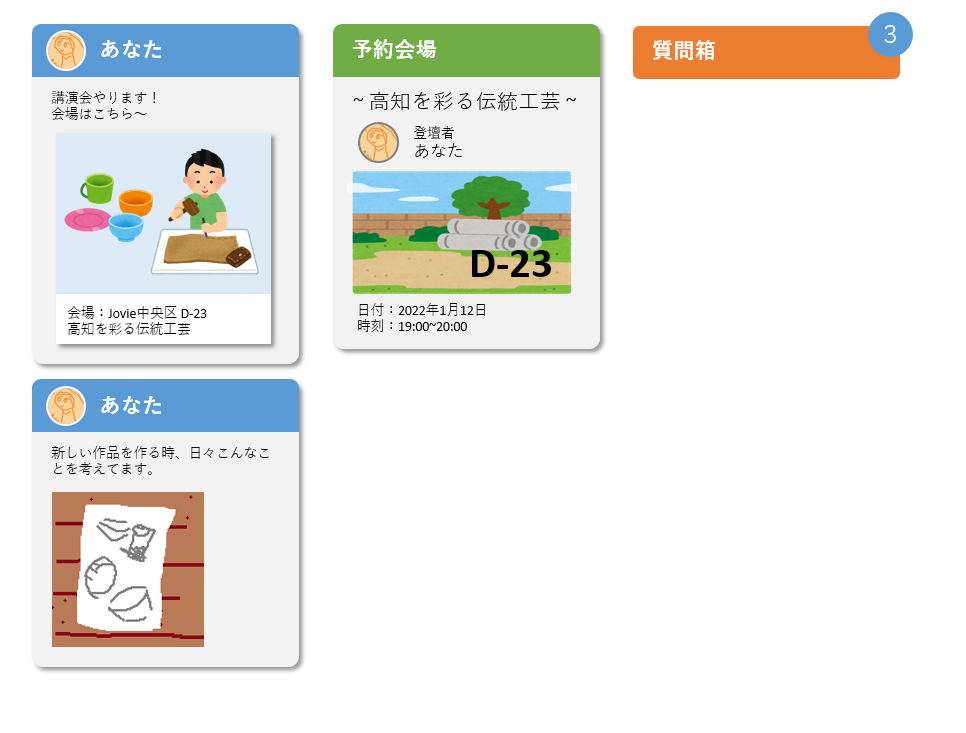 あなた
講演会やります！
会場はこちら～
会場：Jovie中央区 D-23
高知を彩る伝統工芸
あなた
新しい作品を作る時、日々こんなこ
とを考えてます。
予約会場
~ 高知を彩る伝統工芸 ~
登壇者
あなた
D-23
日付：2022年1月12日
時刻：19:00~20:00
質問箱
3